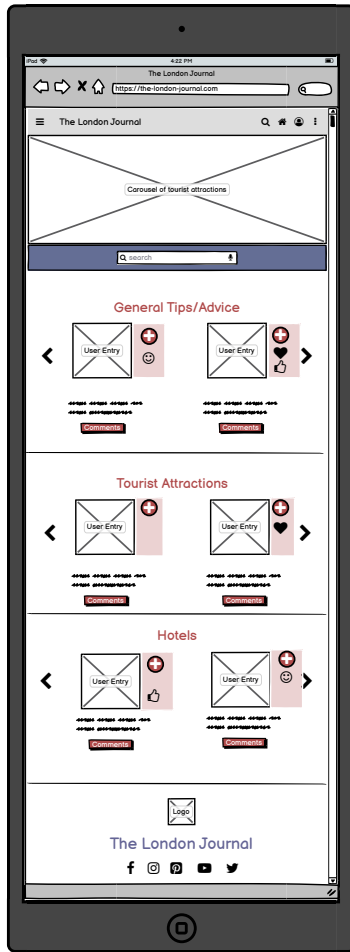 iPad
4:22 PM
The London Journal
https://the-london-journal.com
The London Journal
Carousel of tourist attractions
search
General Tips/Advice
User Entry
User Entry
Comments
Comments
Tourist Attractions
User Entry
User Entry
Comments
Comments
Hotels
User Entry
User Entry
Comments
Comments
Logo
The London Journal